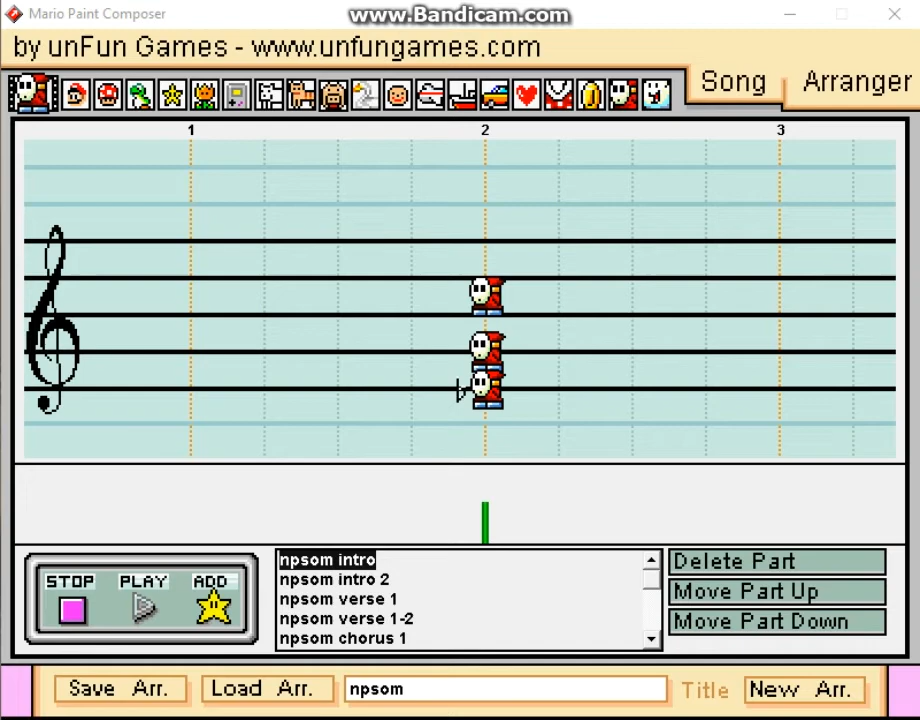 Mario Paint Composer
www.Bandicam.com
by unFun Games - www.unfungames.com
Song
Arranger
1 2 3
STOP PLAY ADD
npsom intro
npsom intro 2
npsom verse 1
npsom verse 1-2
npsom chorus 1
Delete Part
Move Part Up
Move Part Down
Save Arr.
Load Arr.
npsom
Title
New Arr.